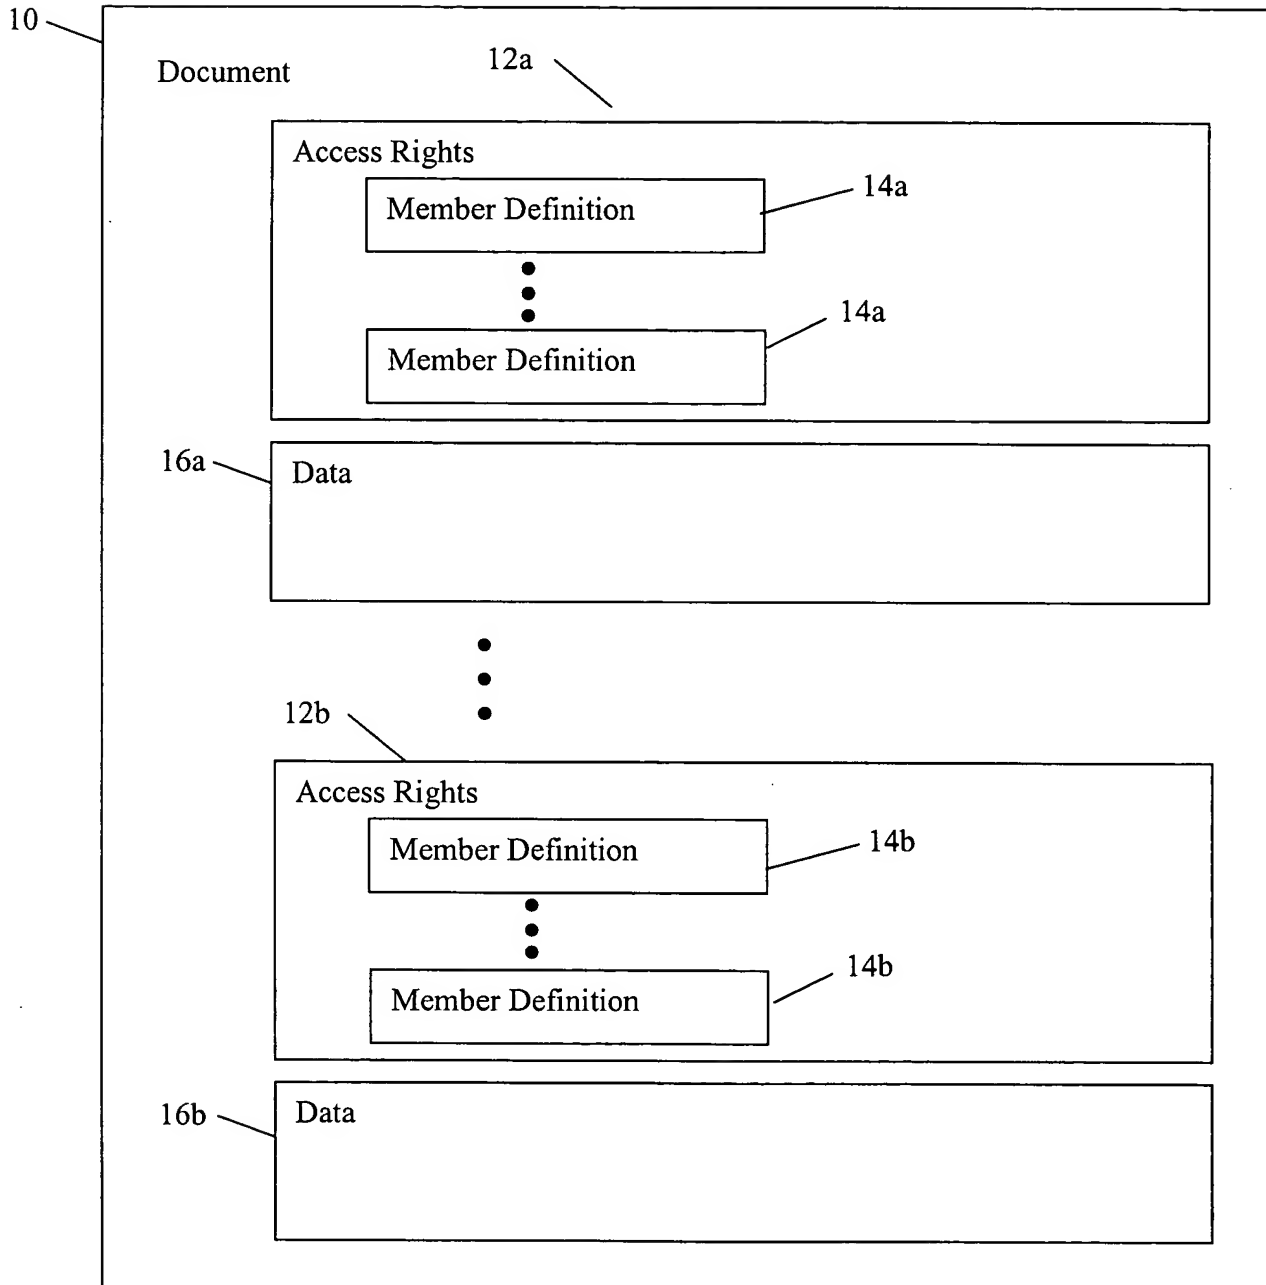 10
Document
12a
Access Rights
Member Definition
14a
Member Definition
14a
16a
Data
12b
Access Rights
Member Definition
14b
Member Definition
14b
16b
Data